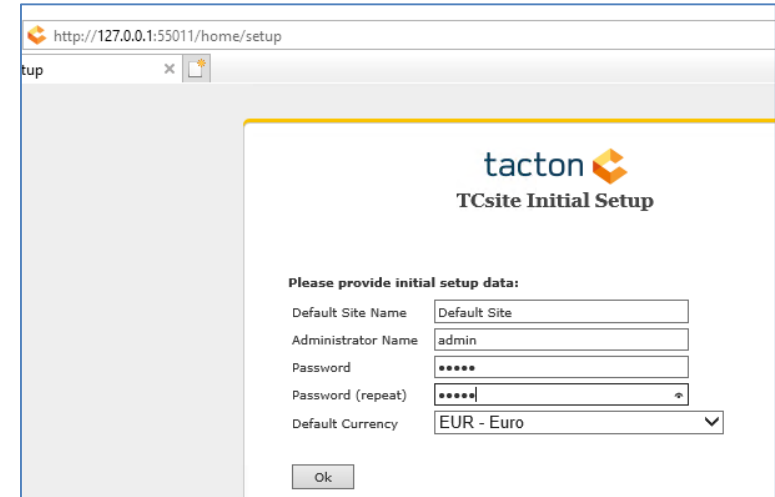 http://127.0.0.1:55011/home/setup
tup
tacton
TCsite Initial Setup
Please provide initial setup data:
Default Site Name Default Site
Administrator Name admin
Password •••••
Password (repeat) •••••
Default Currency EUR - Euro
Ok